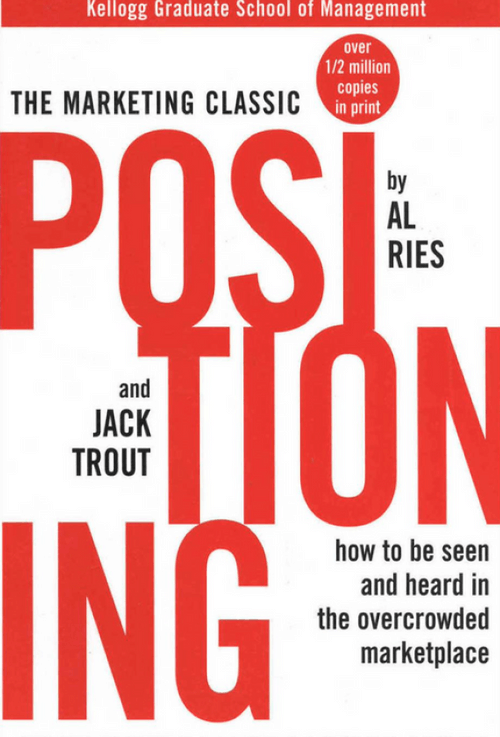 Kellogg Graduate School of Management
over
1/2 million
copies
in print
THE MARKETING CLASSIC
POSI
by
AL
RIES
TION
and
JACK
TROUT
ING
how to be seen
and heard in
the overcrowded
marketplace